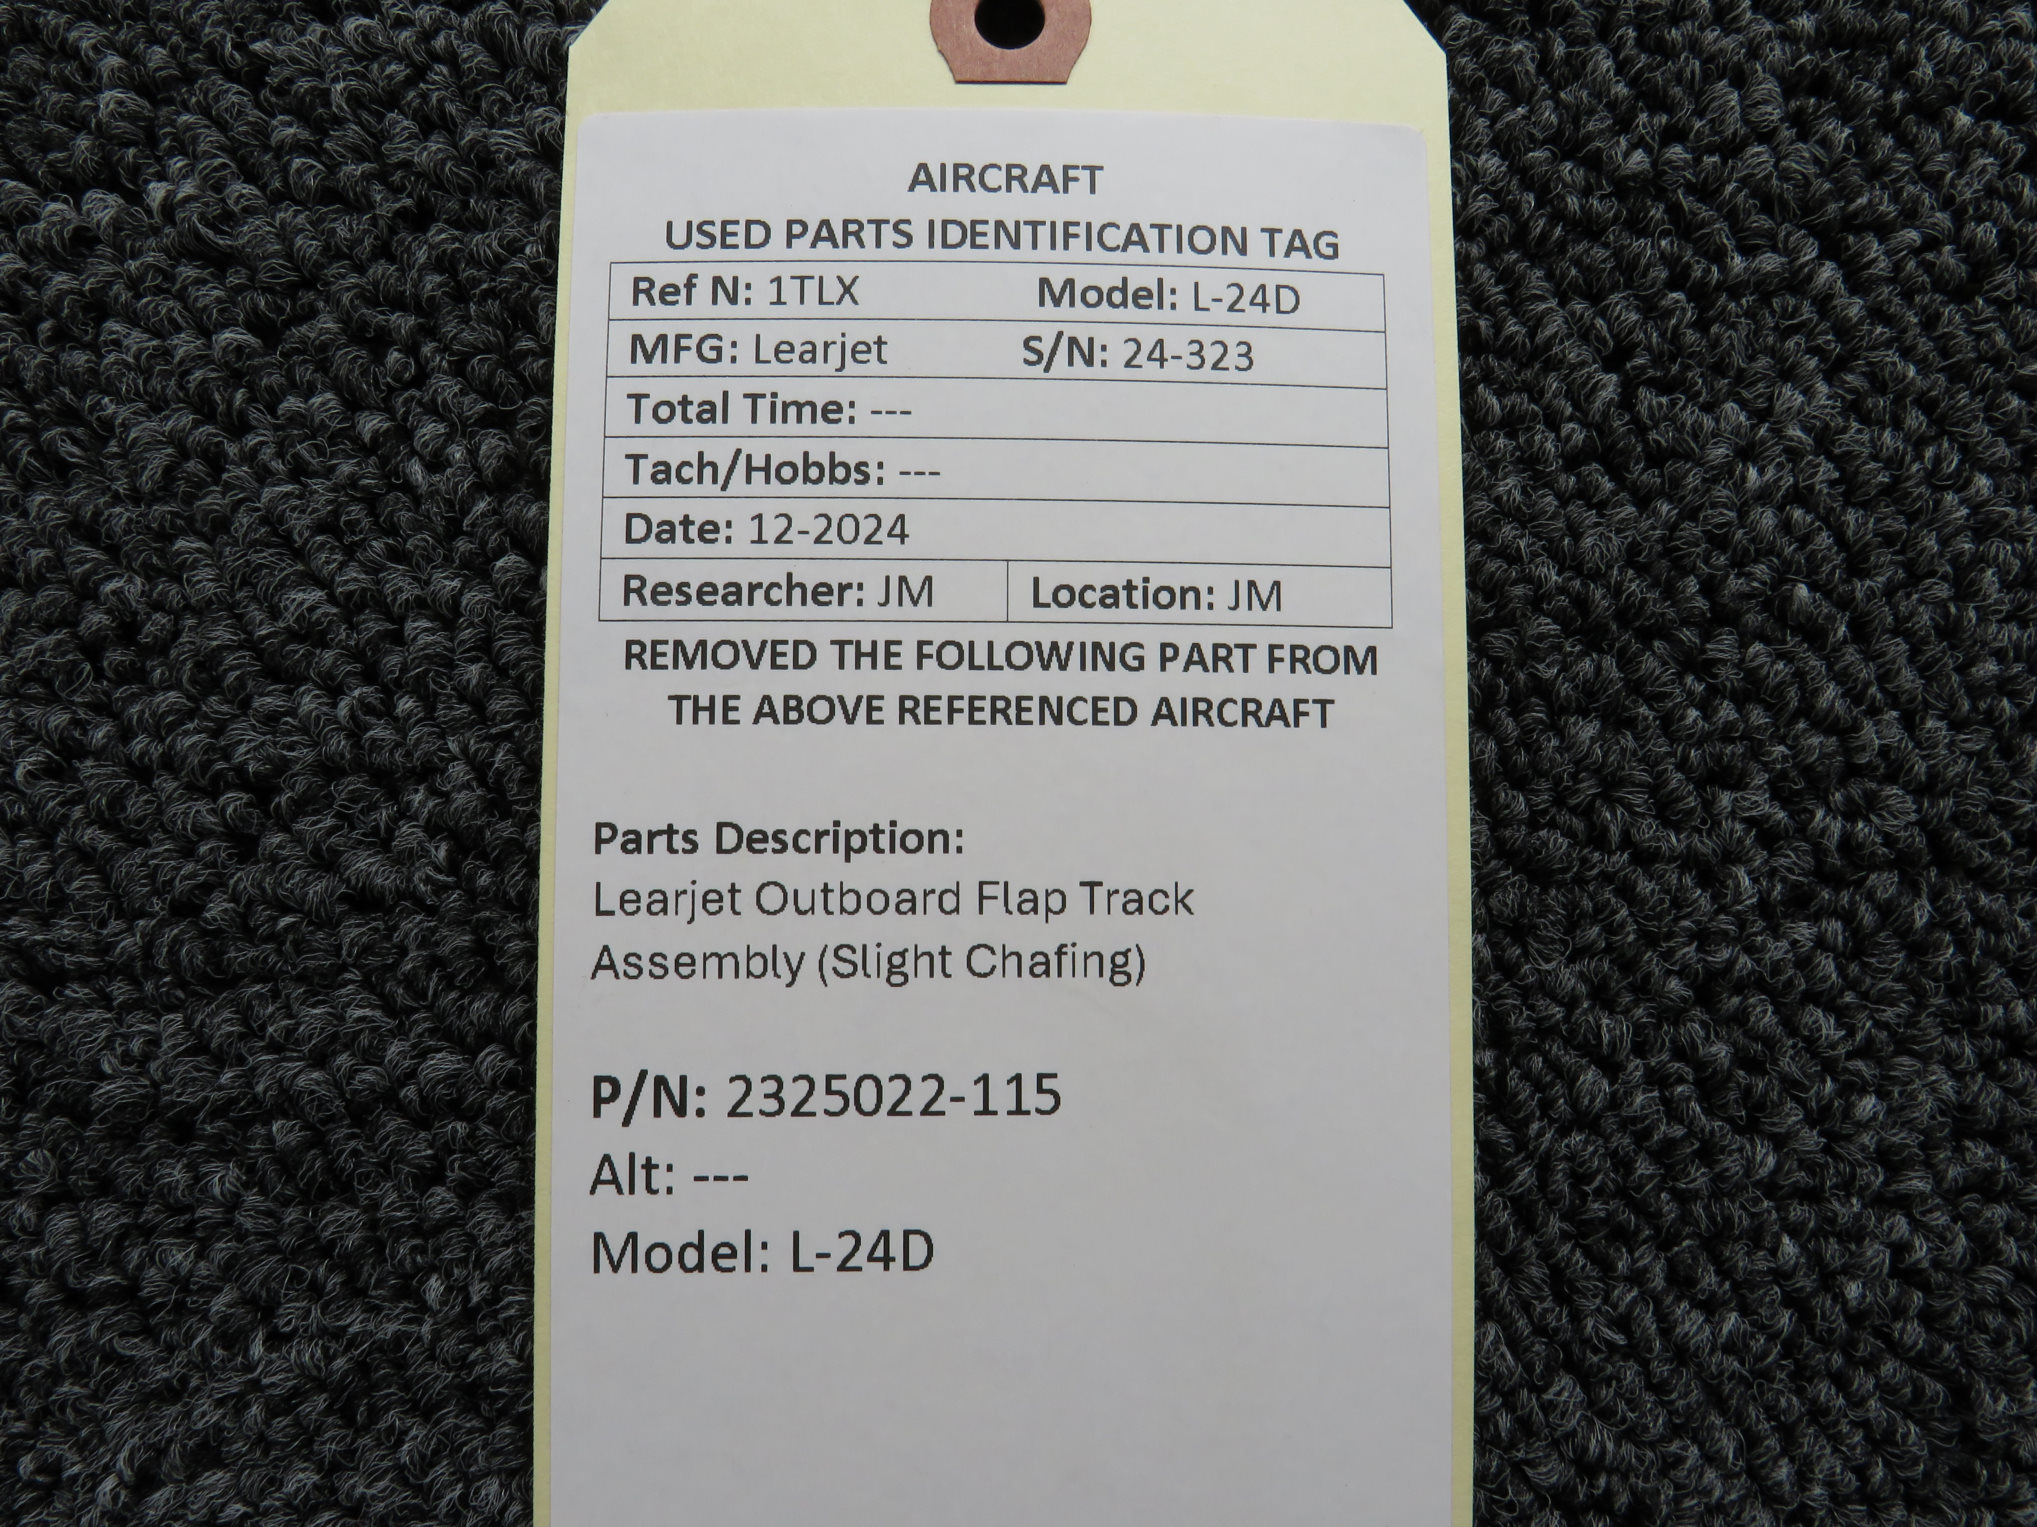 AIRCRAFT
USED PARTS IDENTIFICATION TAG
Ref N: 1TLX Model: L-24D
MFG: Learjet S/N: 24-323
Total Time: ---
Tach/Hobbs: ---
Date: 12-2024
Researcher: JM Location: JM
REMOVED THE FOLLOWING PART FROM
THE ABOVE REFERENCED AIRCRAFT
Parts Description:
Learjet Outboard Flap Track
Assembly (Slight Chafing)
P/N: 2325022-115
Alt: ---
Model: L-24D